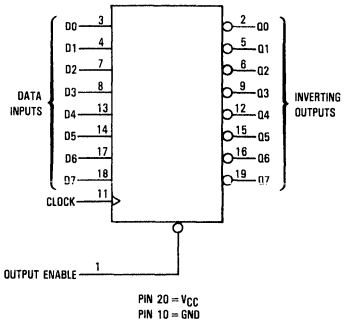 D0 3 2 Q0
D1 4 5 Q1
D2 7 6 Q2
D3 8 9 Q3
D4 13 12 Q4
D5 14 15 Q5
D6 17 16 Q6
D7 18 19 Q7
DATA
INPUTS
INVERTING
OUTPUTS
CLOCK 11
OUTPUT ENABLE 1
PIN 20 = VCC
PIN 10 = GND